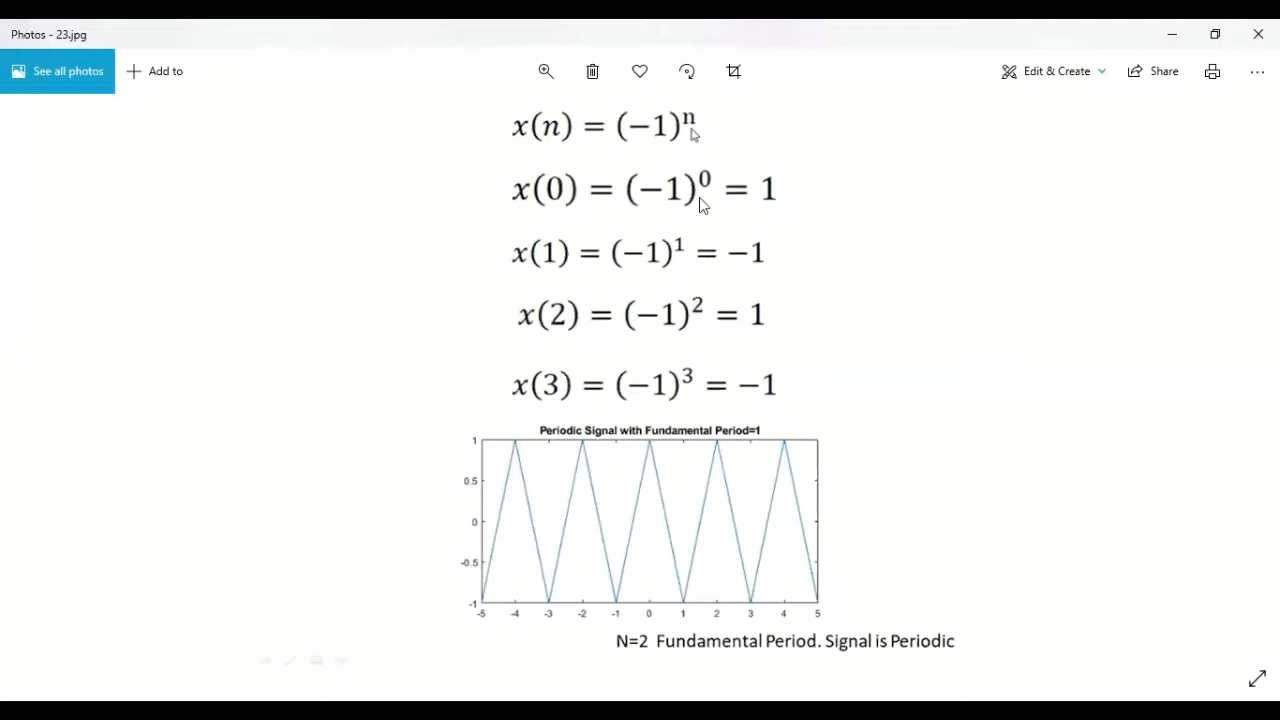 Photos - 23.jpg
See all photos
Add to
Edit & Create
Share
x(n) = (−1)ⁿ
x(0) = (−1)⁰ = 1
x(1) = (−1)¹ = −1
x(2) = (−1)² = 1
x(3) = (−1)³ = −1
Periodic Signal with Fundamental Period=1
1
0.5
0
-0.5
-1
-5 -4 -3 -2 -1 0 1 2 3 4 5
N=2 Fundamental Period. Signal is Periodic